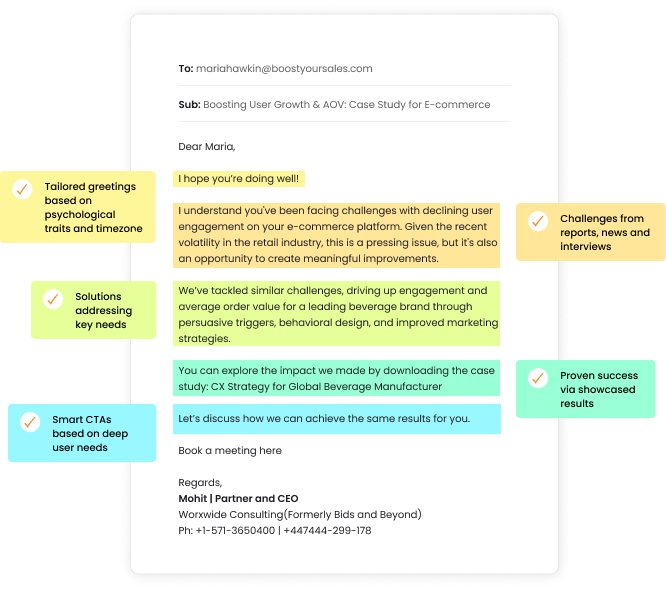 To: mariahawkin@boostyoursales.com
Sub: Boosting User Growth & AOV: Case Study for E-commerce
Dear Maria,
I hope you're doing well!
Tailored greetings
based on
psychological
traits and timezone
I understand you've been facing challenges with declining user
engagement on your e-commerce platform. Given the recent
volatility in the retail industry, this is a pressing issue, but it's also
an opportunity to create meaningful improvements.
Challenges from
reports, news and
interviews
We've tackled similar challenges, driving up engagement and
average order value for a leading beverage brand through
persuasive triggers, behavioral design, and improved marketing
strategies.
Solutions
addressing
key needs
You can explore the impact we made by downloading the case
study: CX Strategy for Global Beverage Manufacturer
Proven success
via showcased
results
Let's discuss how we can achieve the same results for you.
Smart CTAs
based on deep
user needs
Book a meeting here
Regards,
Mohit | Partner and CEO
Worxwide Consulting(Formerly Bids and Beyond)
Ph: +1-571-3650400 | +447444-299-178